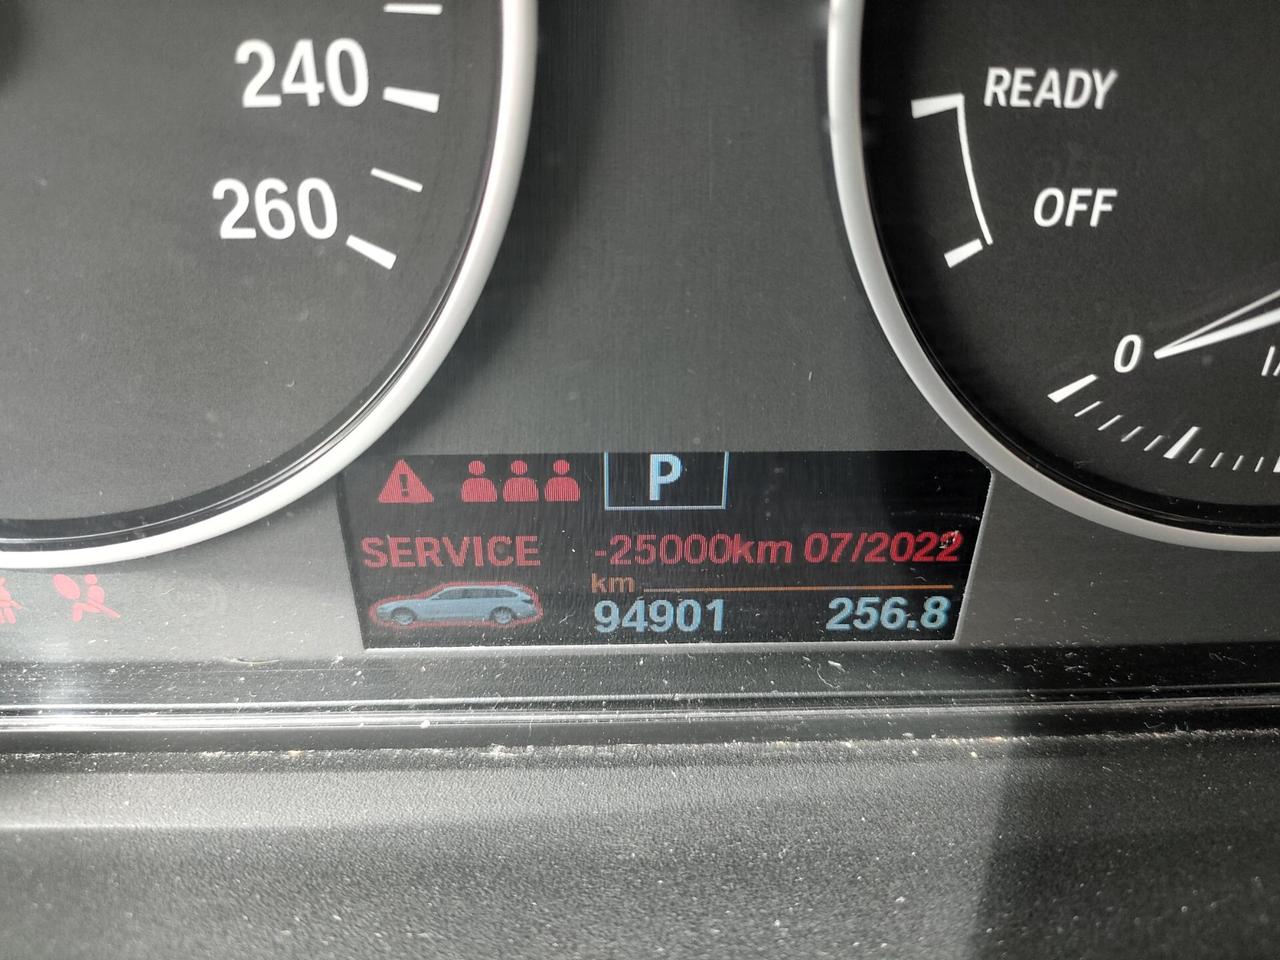 240
260
READY
OFF
0
P
SERVICE -25000km 07/2022
km
94901 256.8